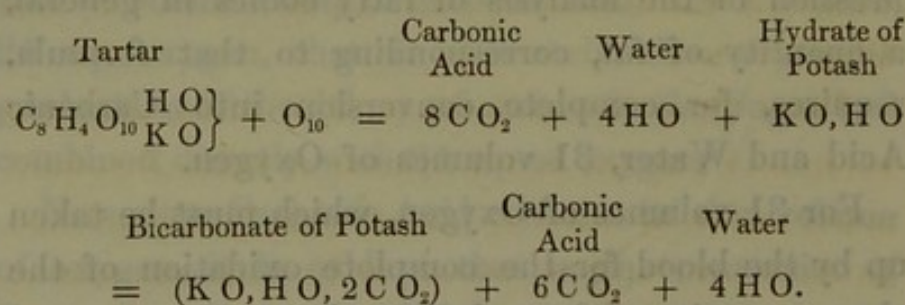 Tartar Carbonic Acid Water Hydrate of Potash
C₈ H₄ O₁₀ H O / K O} + O₁₀ = 8 C O₂ + 4 H O + K O, H O
Bicarbonate of Potash Carbonic Acid Water
= (K O, H O, 2 C O₂) + 6 C O₂ + 4 H O.